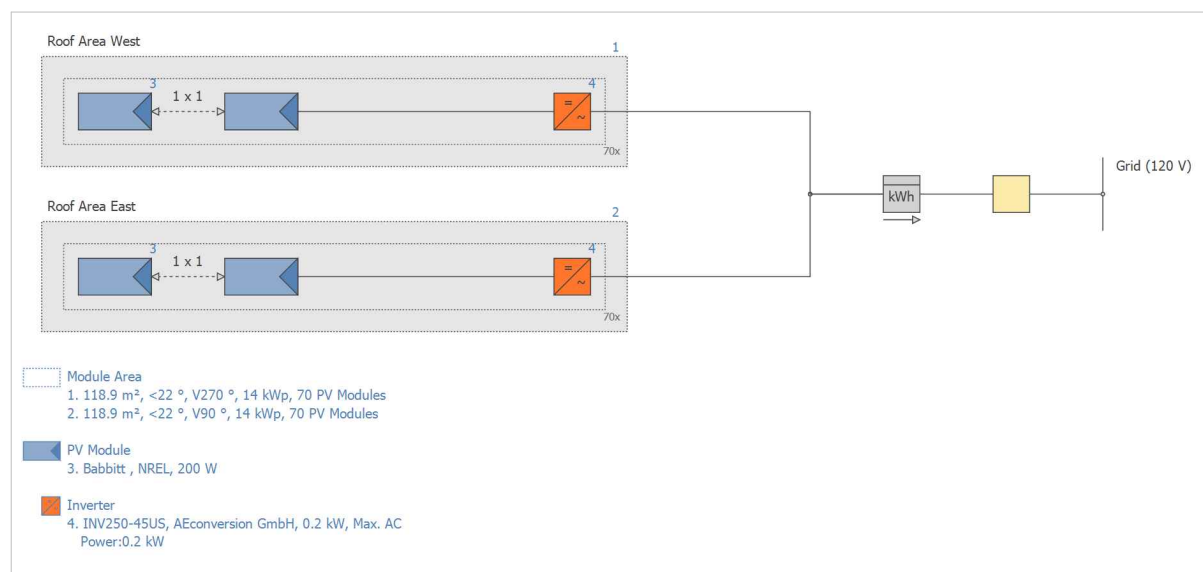 Roof Area West
1
3
4
1 x 1
=
~
70x
Grid (120 V)
kWh
Roof Area East
2
3
4
1 x 1
=
~
70x
Module Area
1. 118.9 m², <22 °, V270 °, 14 kWp, 70 PV Modules
2. 118.9 m², <22 °, V90 °, 14 kWp, 70 PV Modules
PV Module
3. Babbitt , NREL, 200 W
Inverter
4. INV250-45US, AEconversion GmbH, 0.2 kW, Max. AC
Power:0.2 kW